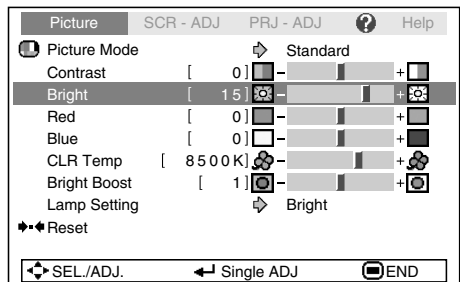 Picture SCR - ADJ PRJ - ADJ ? Help
Picture Mode Standard
Contrast [ 0] - +
Bright [ 15] - +
Red [ 0] - +
Blue [ 0] - +
CLR Temp [ 8500K] - +
Bright Boost [ 1] - +
Lamp Setting Bright
Reset
SEL./ADJ. Single ADJ END